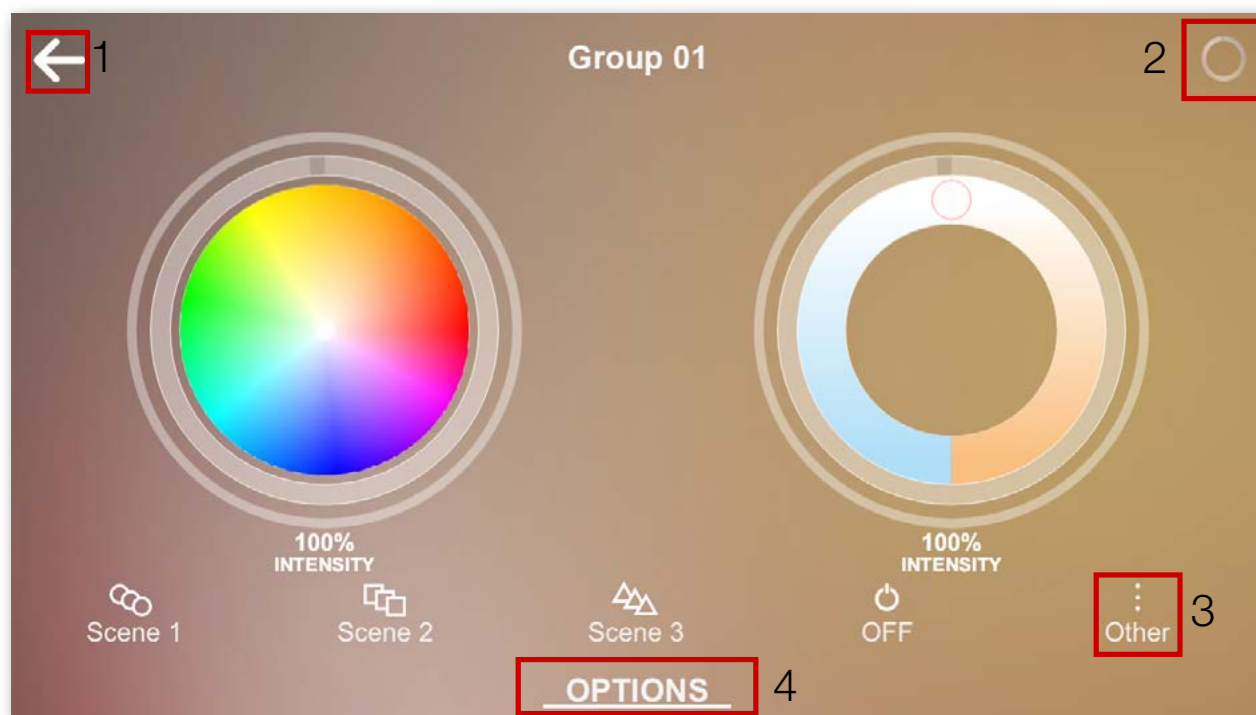 1
Group 01
2
100%
INTENSITY
100%
INTENSITY
Scene 1
Scene 2
Scene 3
OFF
Other
3
OPTIONS
4